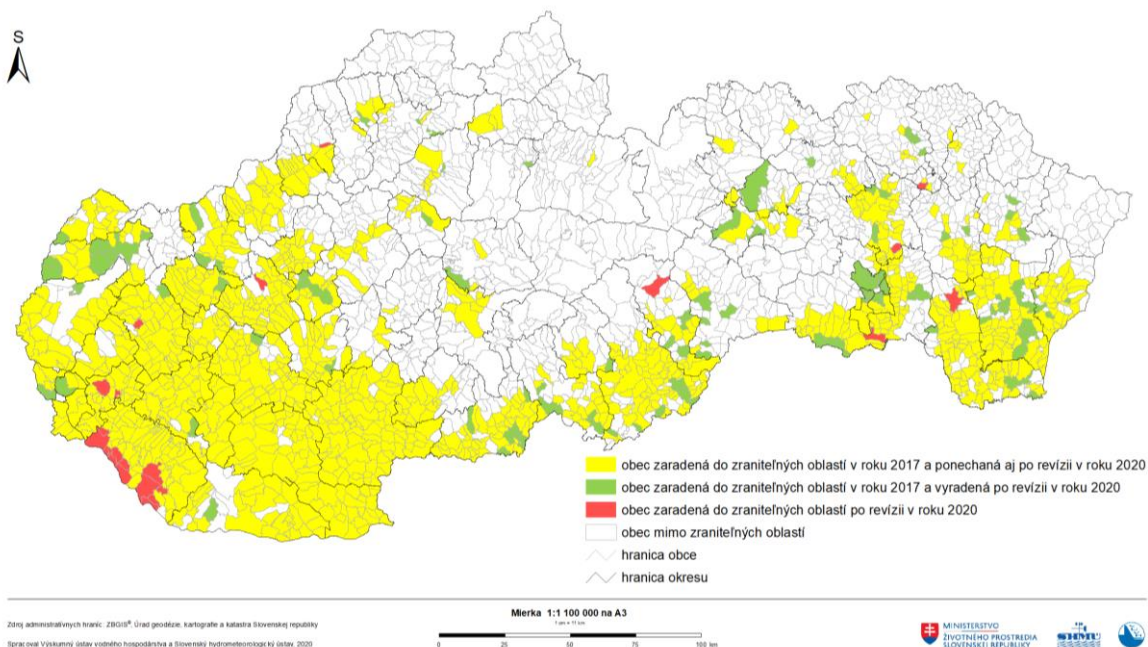 S
obec zaradená do zraniteľných oblastí v roku 2017 a ponechaná aj po revízii v roku 2020
obec zaradená do zraniteľných oblastí v roku 2017 a vyradená po revízii v roku 2020
obec zaradená do zraniteľných oblastí po revízii v roku 2020
obec mimo zraniteľných oblastí
hranica obce
hranica okresu
Mierka 1:1 100 000 na A3
1 cm = 11 km
Zdroj administratívnych hraníc: ZBGIS®, Úrad geodézie, kartografie a katastra Slovenskej republiky
Spracoval Výskumný ústav vodného hospodárstva a Slovenský hydrometeorologický ústav, 2020
0 25 50 75 100 km
MINISTERSTVO
ŽIVOTNÉHO PROSTREDIA
SLOVENSKEJ REPUBLIKY
SHMÚ